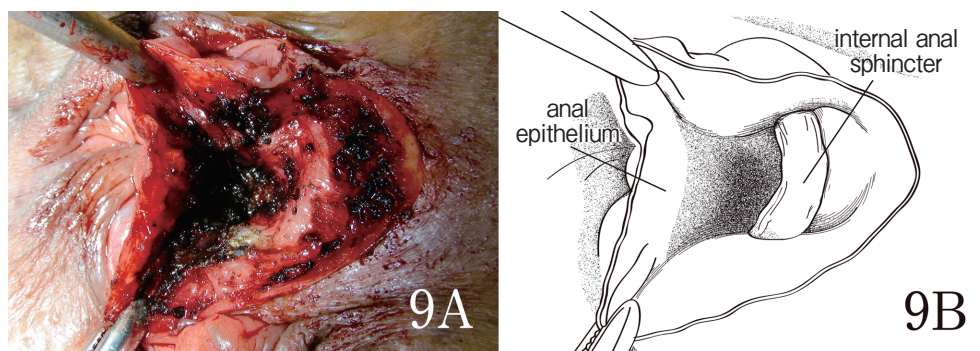 9A
internal anal
sphincter
anal
epithelium
9B